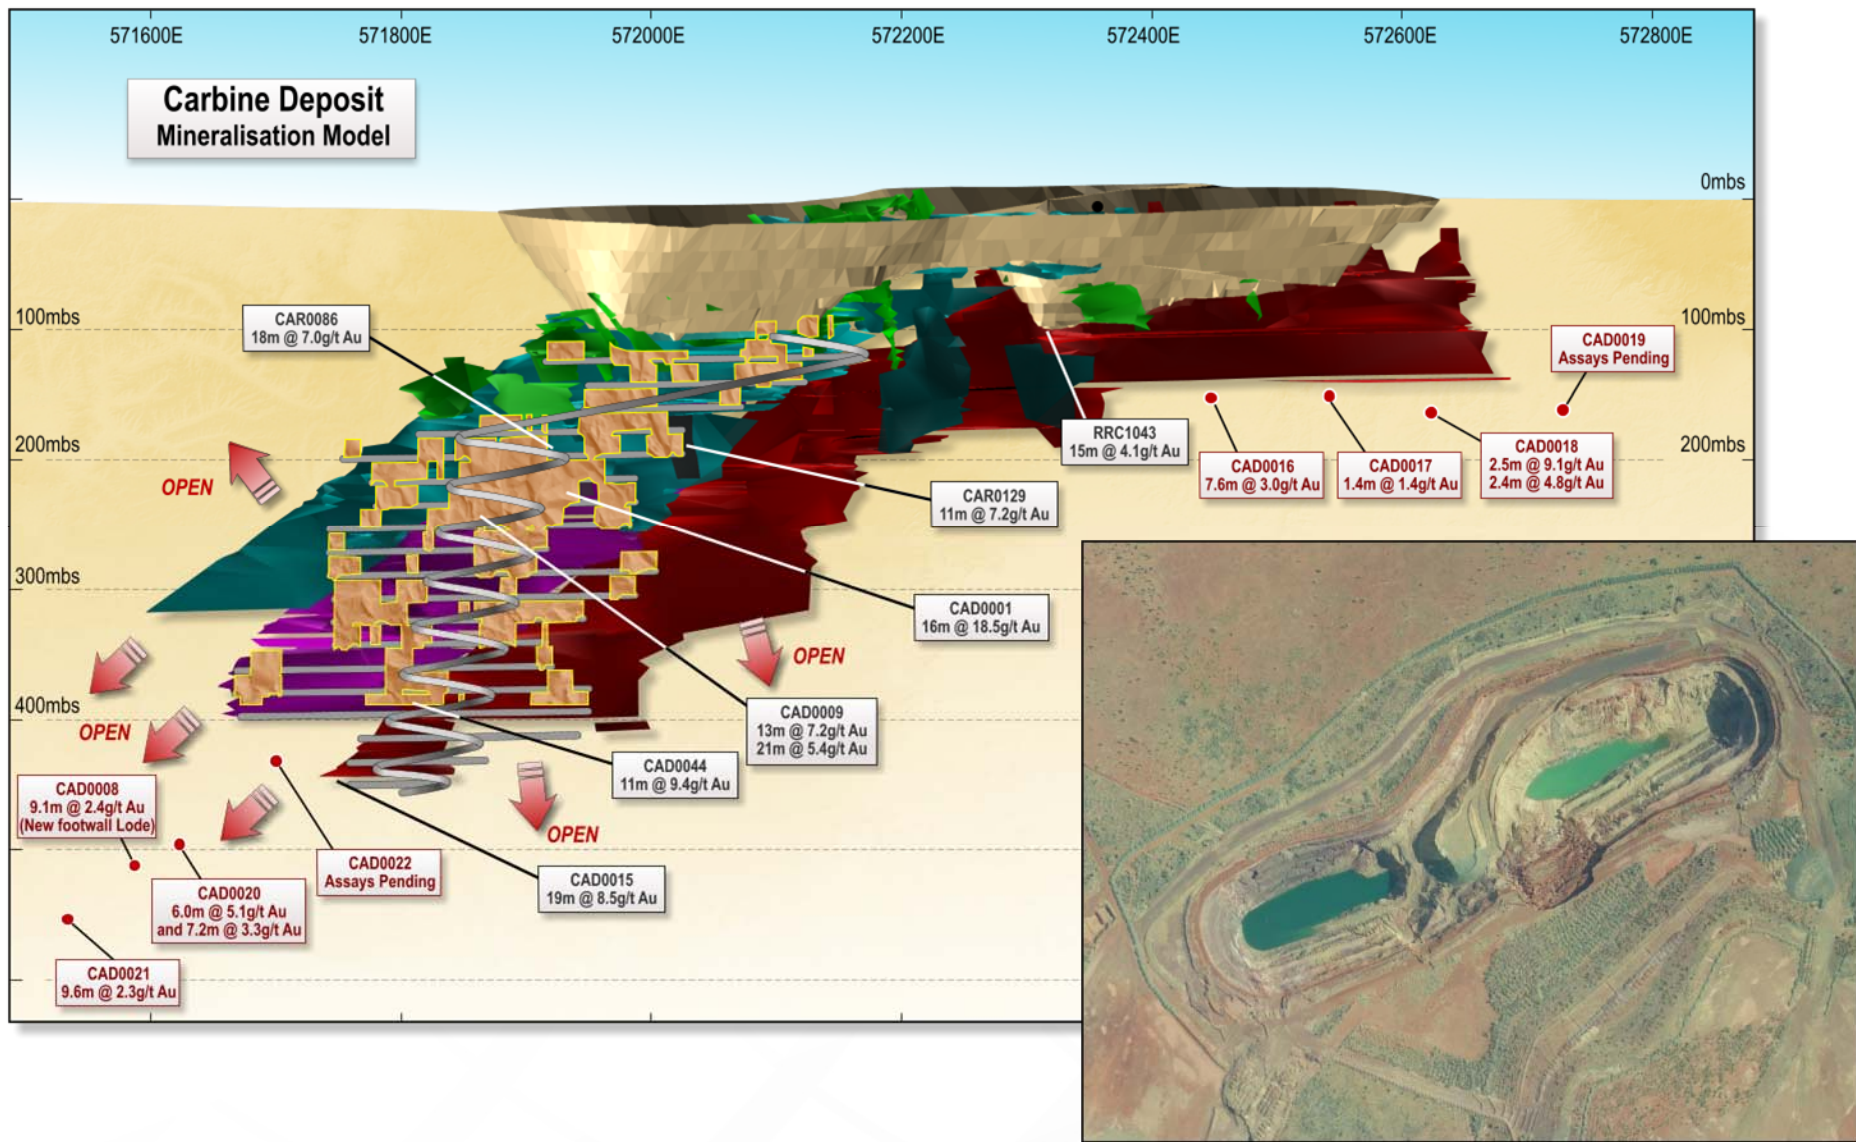 571600E
571800E
572000E
572200E
572400E
572600E
572800E
Carbine Deposit
Mineralisation Model
0mbs
100mbs
100mbs
CAR0086
18m @ 7.0g/t Au
CAD0019
Assays Pending
200mbs
200mbs
RRC1043
15m @ 4.1g/t Au
CAD0016
7.6m @ 3.0g/t Au
CAD0017
1.4m @ 1.4g/t Au
CAD0018
2.5m @ 9.1g/t Au
2.4m @ 4.8g/t Au
OPEN
CAR0129
11m @ 7.2g/t Au
300mbs
CAD0001
16m @ 18.5g/t Au
OPEN
400mbs
OPEN
CAD0009
13m @ 7.2g/t Au
21m @ 5.4g/t Au
CAD0044
11m @ 9.4g/t Au
CAD0008
9.1m @ 2.4g/t Au
(New footwall Lode)
OPEN
CAD0022
Assays Pending
CAD0015
19m @ 8.5g/t Au
CAD0020
6.0m @ 5.1g/t Au
and 7.2m @ 3.3g/t Au
CAD0021
9.6m @ 2.3g/t Au